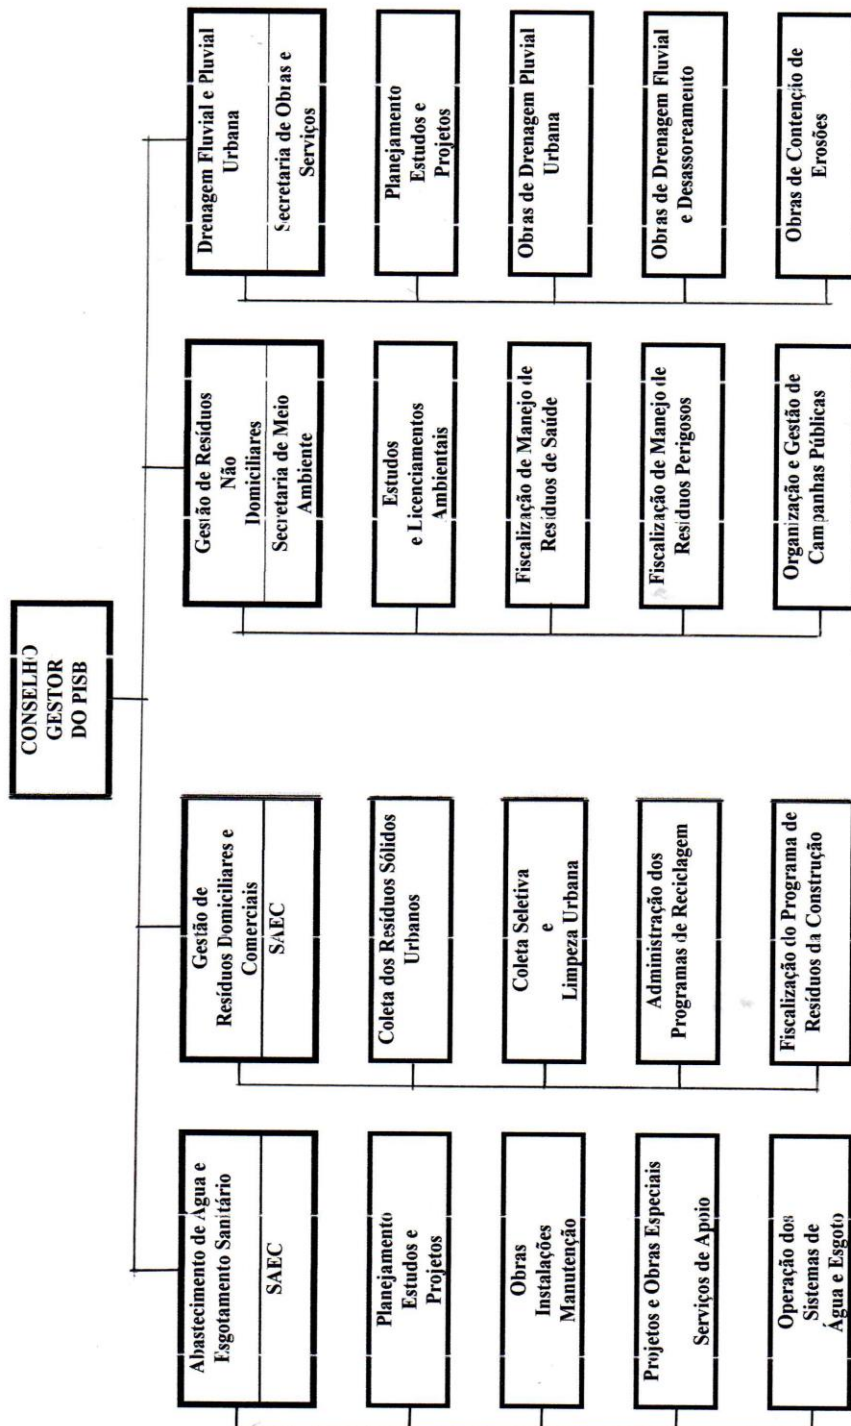 CONSELHO
GESTOR
DO PISB
Abastecimento de Água e
Esgotamento Sanitário
SAEC
Planejamento
Estudos e
Projetos
Obras
Instalações
Manutenção
Projetos e Obras Especiais
Serviços de Apoio
Operação dos
Sistemas de
Água e Esgoto
Gestão de
Resíduos Domiciliares e
Comerciais
SAEC
Coleta dos Resíduos Sólidos
Urbanos
Coleta Seletiva
e
Limpeza Urbana
Administração dos
Programas de Reciclagem
Fiscalização do Programa de
Resíduos da Construção
Gestão de Resíduos
Não
Domiciliares
Secretaria de Meio
Ambiente
Estudos
e Licenciamentos
Ambientais
Fiscalização de Manejo de
Resíduos de Saúde
Fiscalização de Manejo de
Resíduos Perigosos
Organização e Gestão de
Campanhas Públicas
Drenagem Fluvial e Pluvial
Urbana
Secretaria de Obras e
Serviços
Planejamento
Estudos e
Projetos
Obras de Drenagem Pluvial
Urbana
Obras de Drenagem Fluvial
e Desassoreamento
Obras de Contenção de
Erosões